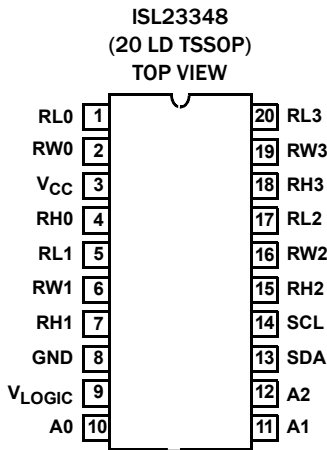 ISL23348
(20 LD TSSOP)
TOP VIEW
RL0 1 20 RL3
RW0 2 19 RW3
VCC 3 18 RH3
RH0 4 17 RL2
RL1 5 16 RW2
RW1 6 15 RH2
RH1 7 14 SCL
GND 8 13 SDA
VLOGIC 9 12 A2
A0 10 11 A1